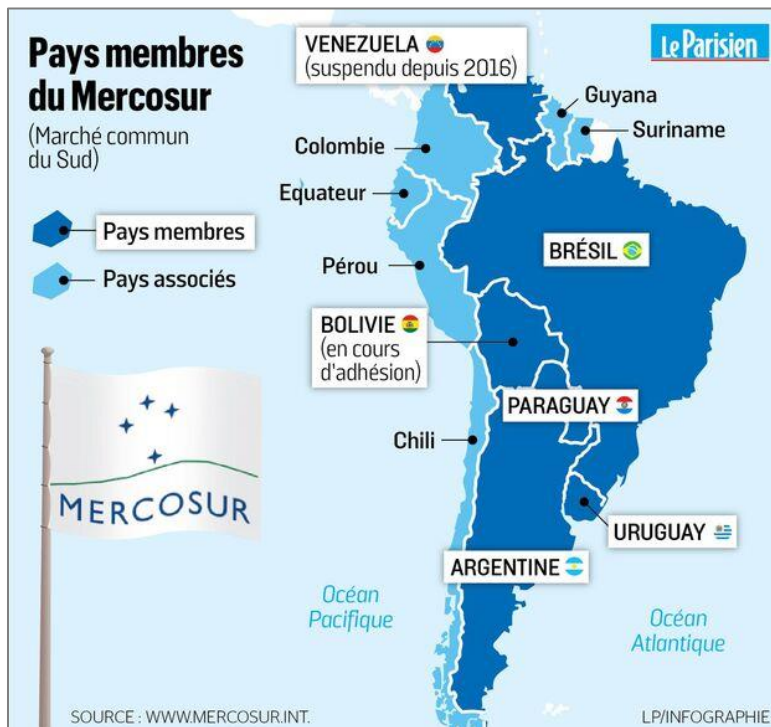 Pays membres
du Mercosur
(Marché commun
du Sud)
Pays membres
Pays associés
MERCOSUR
VENEZUELA
(suspendu depuis 2016)
Le Parisien
Guyana
Suriname
Colombie
Equateur
Pérou
BRÉSIL
BOLIVIE
(en cours
d'adhésion)
PARAGUAY
Chili
URUGUAY
ARGENTINE
Océan
Pacifique
Océan
Atlantique
SOURCE : WWW.MERCOSUR.INT.
LP/INFOGRAPHIE